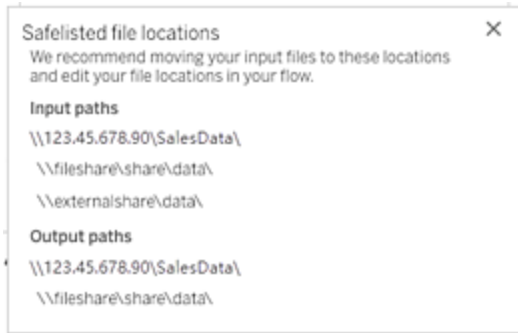 Safelisted file locations
We recommend moving your input files to these locations
and edit your file locations in your flow.
Input paths
\\123.45.678.90\SalesData\
\\fileshare\share\data\
\\externalshare\data\
Output paths
\\123.45.678.90\SalesData\
\\fileshare\share\data\